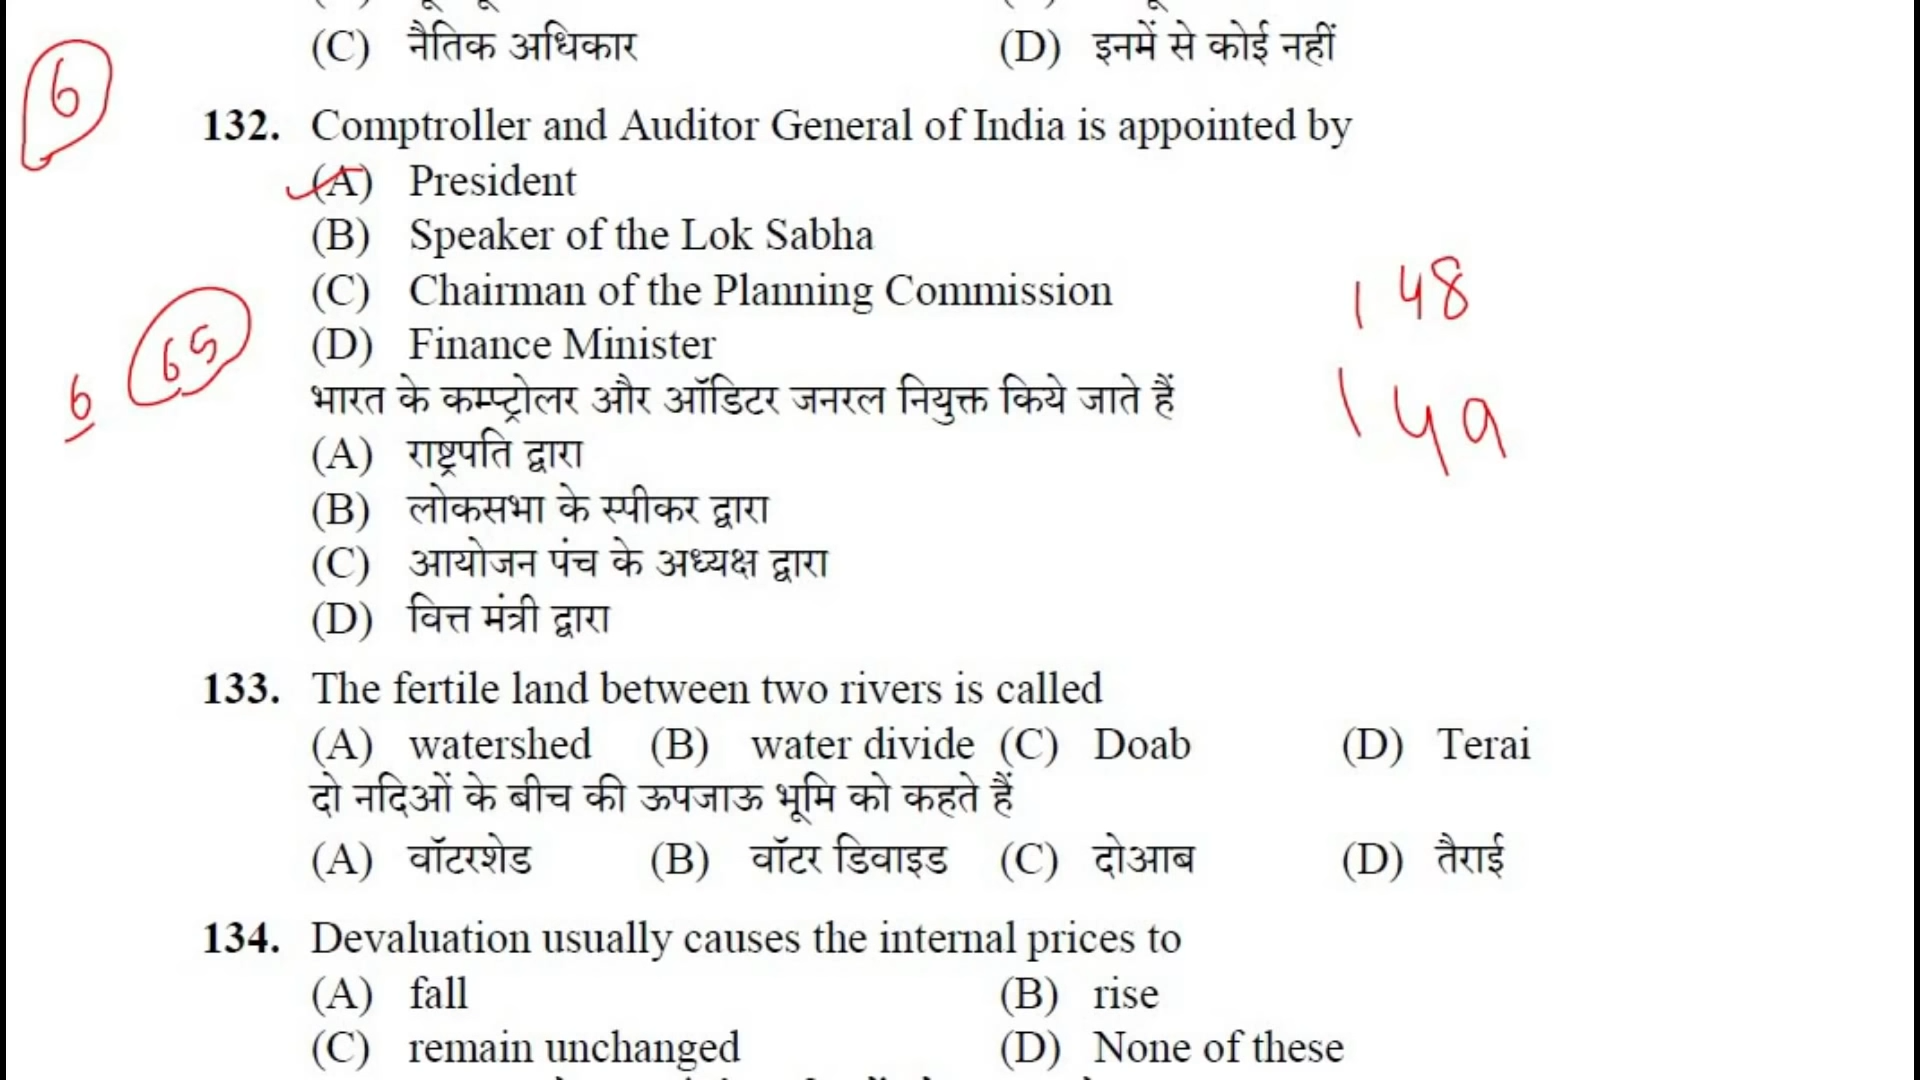 (C) नैतिक अधिकार (D) इनमें से कोई नहीं
6
132. Comptroller and Auditor General of India is appointed by
(A) President
(B) Speaker of the Lok Sabha
(C) Chairman of the Planning Commission
148
(D) Finance Minister
65
6
भारत के कम्प्ट्रोलर और ऑडिटर जनरल नियुक्त किये जाते हैं
149
(A) राष्ट्रपति द्वारा
(B) लोकसभा के स्पीकर द्वारा
(C) आयोजन पंच के अध्यक्ष द्वारा
(D) वित्त मंत्री द्वारा
133. The fertile land between two rivers is called
(A) watershed (B) water divide (C) Doab (D) Terai
दो नदिओं के बीच की ऊपजाऊ भूमि को कहते हैं
(A) वॉटरशेड (B) वॉटर डिवाइड (C) दोआब (D) तैराई
134. Devaluation usually causes the internal prices to
(A) fall (B) rise
(C) remain unchanged (D) None of these